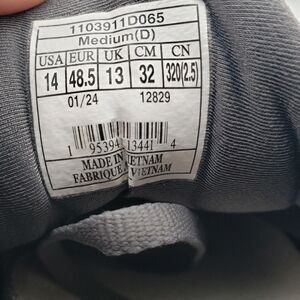 1103911D065
Medium(D)
USA EUR UK CM CN
14 48.5 13 32 320(2.5)
01/24 12829
1 95394 13441 4
MADE IN VIETNAM
FABRIQUE VIETNAM